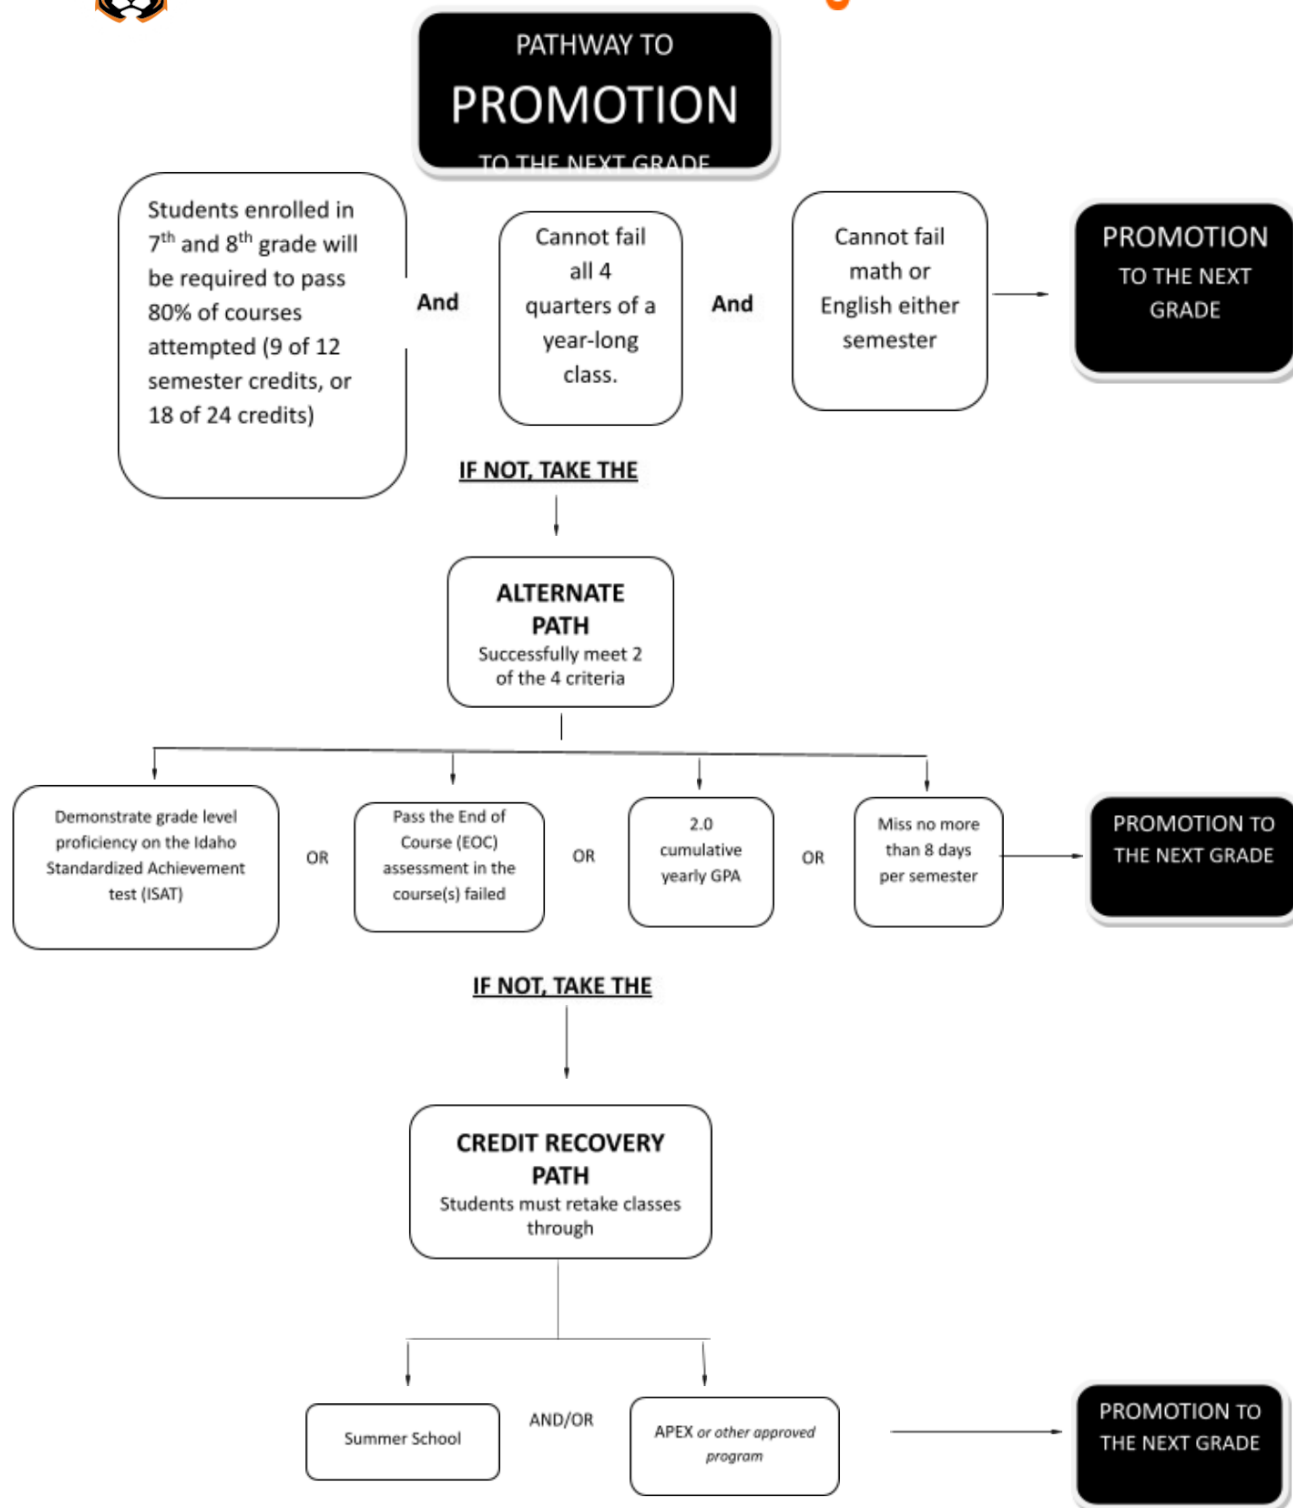 PATHWAY TO
PROMOTION
TO THE NEXT GRADE
Students enrolled in
7th and 8th grade will
be required to pass
80% of courses
attempted (9 of 12
semester credits, or
18 of 24 credits)
And
Cannot fail
all 4
quarters of a
year-long
class.
And
Cannot fail
math or
English either
semester
PROMOTION
TO THE NEXT
GRADE
IF NOT, TAKE THE
ALTERNATE
PATH
Successfully meet 2
of the 4 criteria
Demonstrate grade level
proficiency on the Idaho
Standardized Achievement
test (ISAT)
OR
Pass the End of
Course (EOC)
assessment in the
course(s) failed
OR
2.0
cumulative
yearly GPA
OR
Miss no more
than 8 days
per semester
PROMOTION TO
THE NEXT GRADE
IF NOT, TAKE THE
CREDIT RECOVERY
PATH
Students must retake classes
through
Summer School
AND/OR
APEX or other approved
program
PROMOTION TO
THE NEXT GRADE